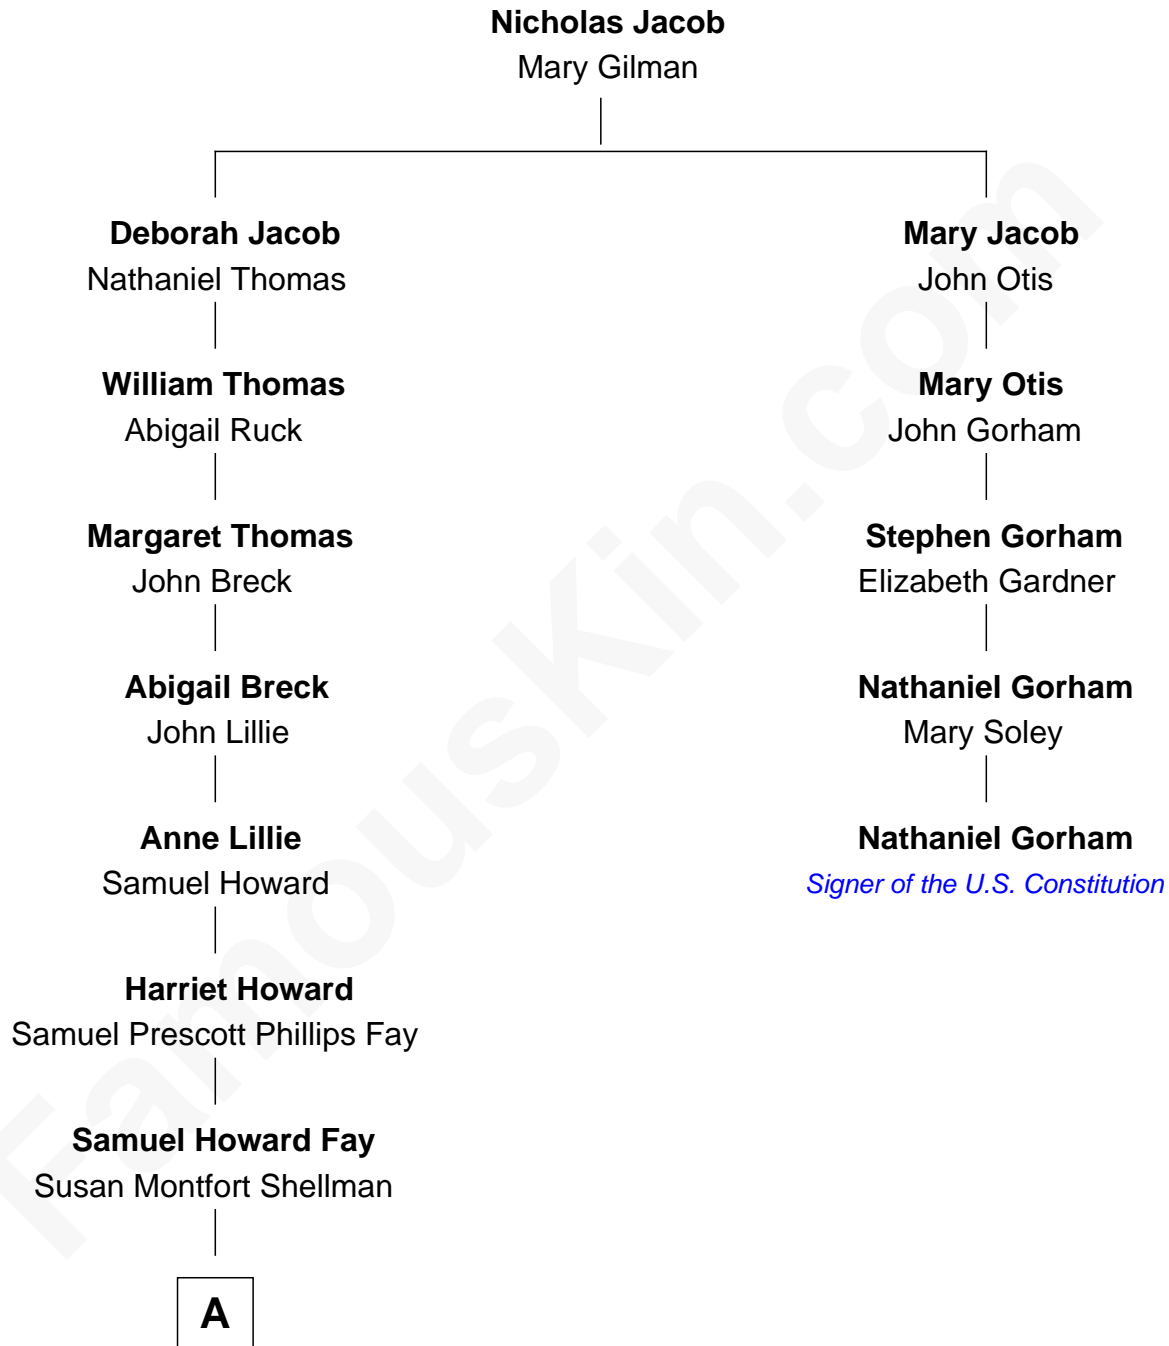 Nicholas Jacob
Mary Gilman
Deborah Jacob
Nathaniel Thomas
Mary Jacob
John Otis
William Thomas
Abigail Ruck
Mary Otis
John Gorham
Margaret Thomas
John Breck
Stephen Gorham
Elizabeth Gardner
Abigail Breck
John Lillie
Nathaniel Gorham
Mary Soley
Anne Lillie
Samuel Howard
Nathaniel Gorham
Signer of the U.S. Constitution
Harriet Howard
Samuel Prescott Phillips Fay
Samuel Howard Fay
Susan Montfort Shellman
A
FamousKin.com